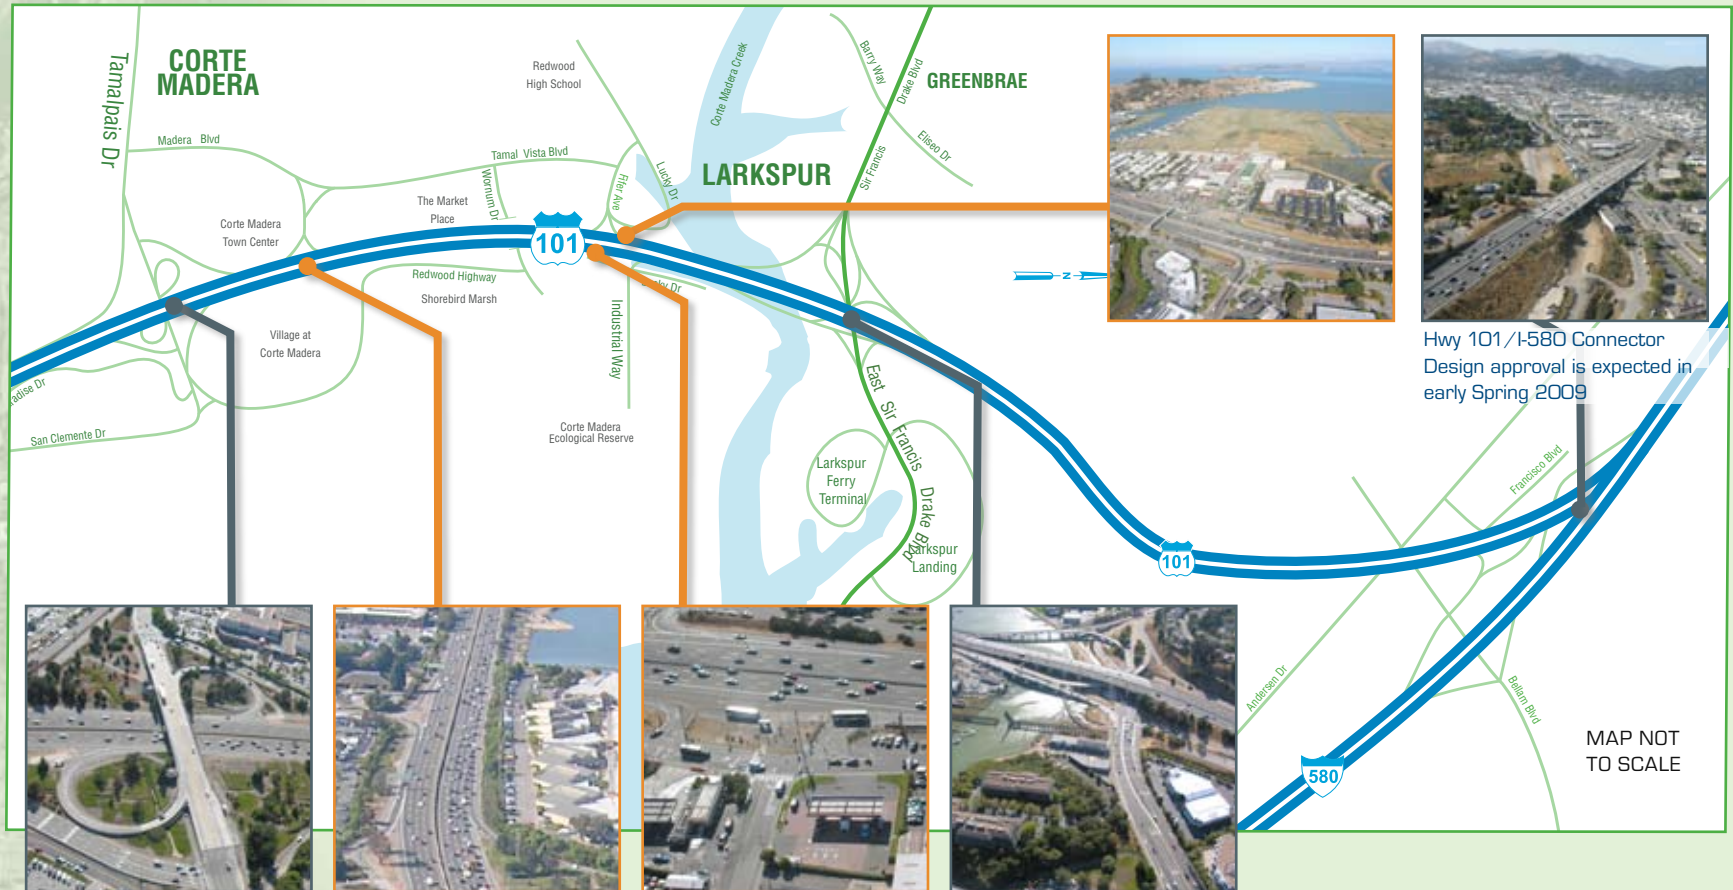 CORTE
MADERA
Tamalpais Dr
Madera Blvd
Redwood
High School
Tamal Vista Blvd
Wornum Dr
Fifer Ave
Lucky Dr
Corte Madera Creek
LARKSPUR
Barry Way
Drake Blvd
GREENBRAE
Eliseo Dr
Sir Francis
The Market
Place
Corte Madera
Town Center
101
Redwood Highway
Shorebird Marsh
Village at
Corte Madera
Industrial Way
Corte Madera
Ecological Reserve
San Clemente Dr
N
East Sir Francis Drake Blvd
Larkspur
Ferry
Terminal
Larkspur
Landing
101
Hwy 101/I-580 Connector
Design approval is expected in
early Spring 2009
Francisco Blvd
Andersen Dr
Bellam Blvd
580
MAP NOT
TO SCALE